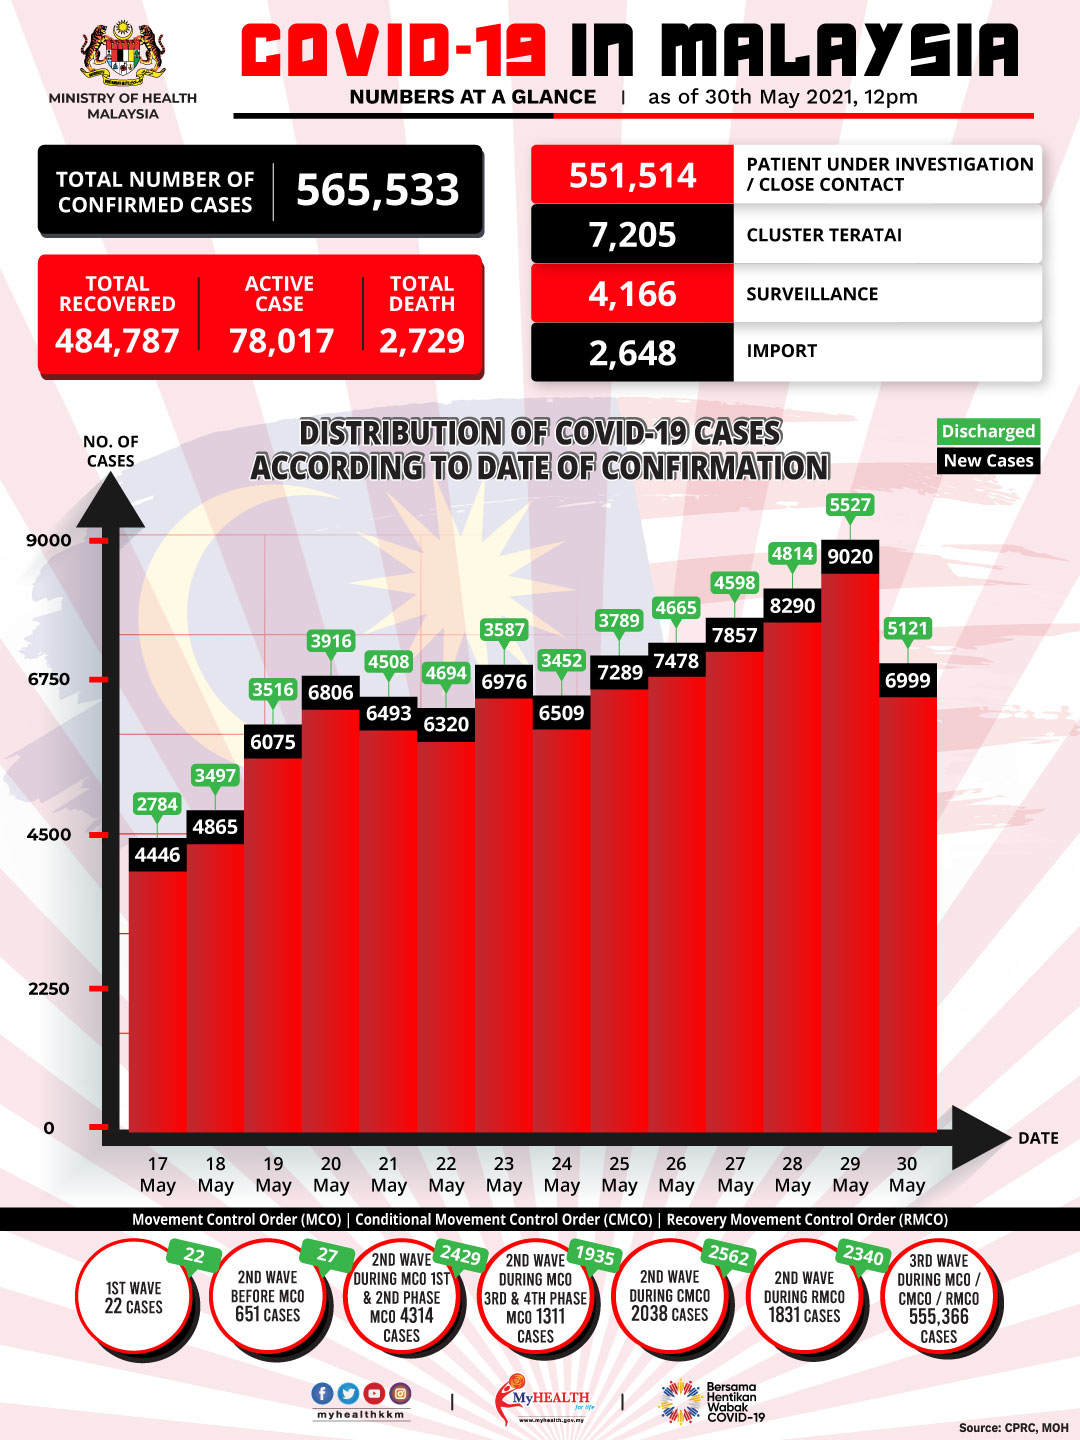 MINISTRY OF HEALTH
MALAYSIA
COVID-19 IN MALAYSIA
NUMBERS AT A GLANCE | as of 30th May 2021, 12pm
TOTAL NUMBER OF
CONFIRMED CASES
565,533
TOTAL
RECOVERED
484,787
ACTIVE
CASE
78,017
TOTAL
DEATH
2,729
551,514
PATIENT UNDER INVESTIGATION
/ CLOSE CONTACT
7,205 CLUSTER TERATAI
4,166 SURVEILLANCE
2,648 IMPORT
DISTRIBUTION OF COVID-19 CASES
ACCORDING TO DATE OF CONFIRMATION
Discharged
New Cases
NO. OF
CASES
9000
6750
4500
2250
0
2784
4446
3497
4865
3516
6075
3916
6806
4508
6493
4694
6320
3587
6976
3452
6509
3789
7289
4665
7478
4598
7857
4814
8290
5527
9020
5121
6999
17
May
18
May
19
May
20
May
21
May
22
May
23
May
24
May
25
May
26
May
27
May
28
May
29
May
30
May
DATE
Movement Control Order (MCO) | Conditional Movement Control Order (CMCO) | Recovery Movement Control Order (RMCO)
22
1ST WAVE
22 CASES
27
2ND WAVE
BEFORE MCO
651 CASES
2429
2ND WAVE
DURING MCO 1ST
& 2ND PHASE
MCO 4314
CASES
1935
2ND WAVE
DURING MCO
3RD & 4TH PHASE
MCO 1311
CASES
2562
2ND WAVE
DURING CMCO
2038 CASES
2340
2ND WAVE
DURING RMCO
1831 CASES
3RD WAVE
DURING MCO /
CMCO / RMCO
555,366
CASES
myhealthkkm
MyHEALTH
for life
www.myhealth.gov.my
Bersama
Hentikan
Wabak
COVID-19
Source: CPRC, MOH